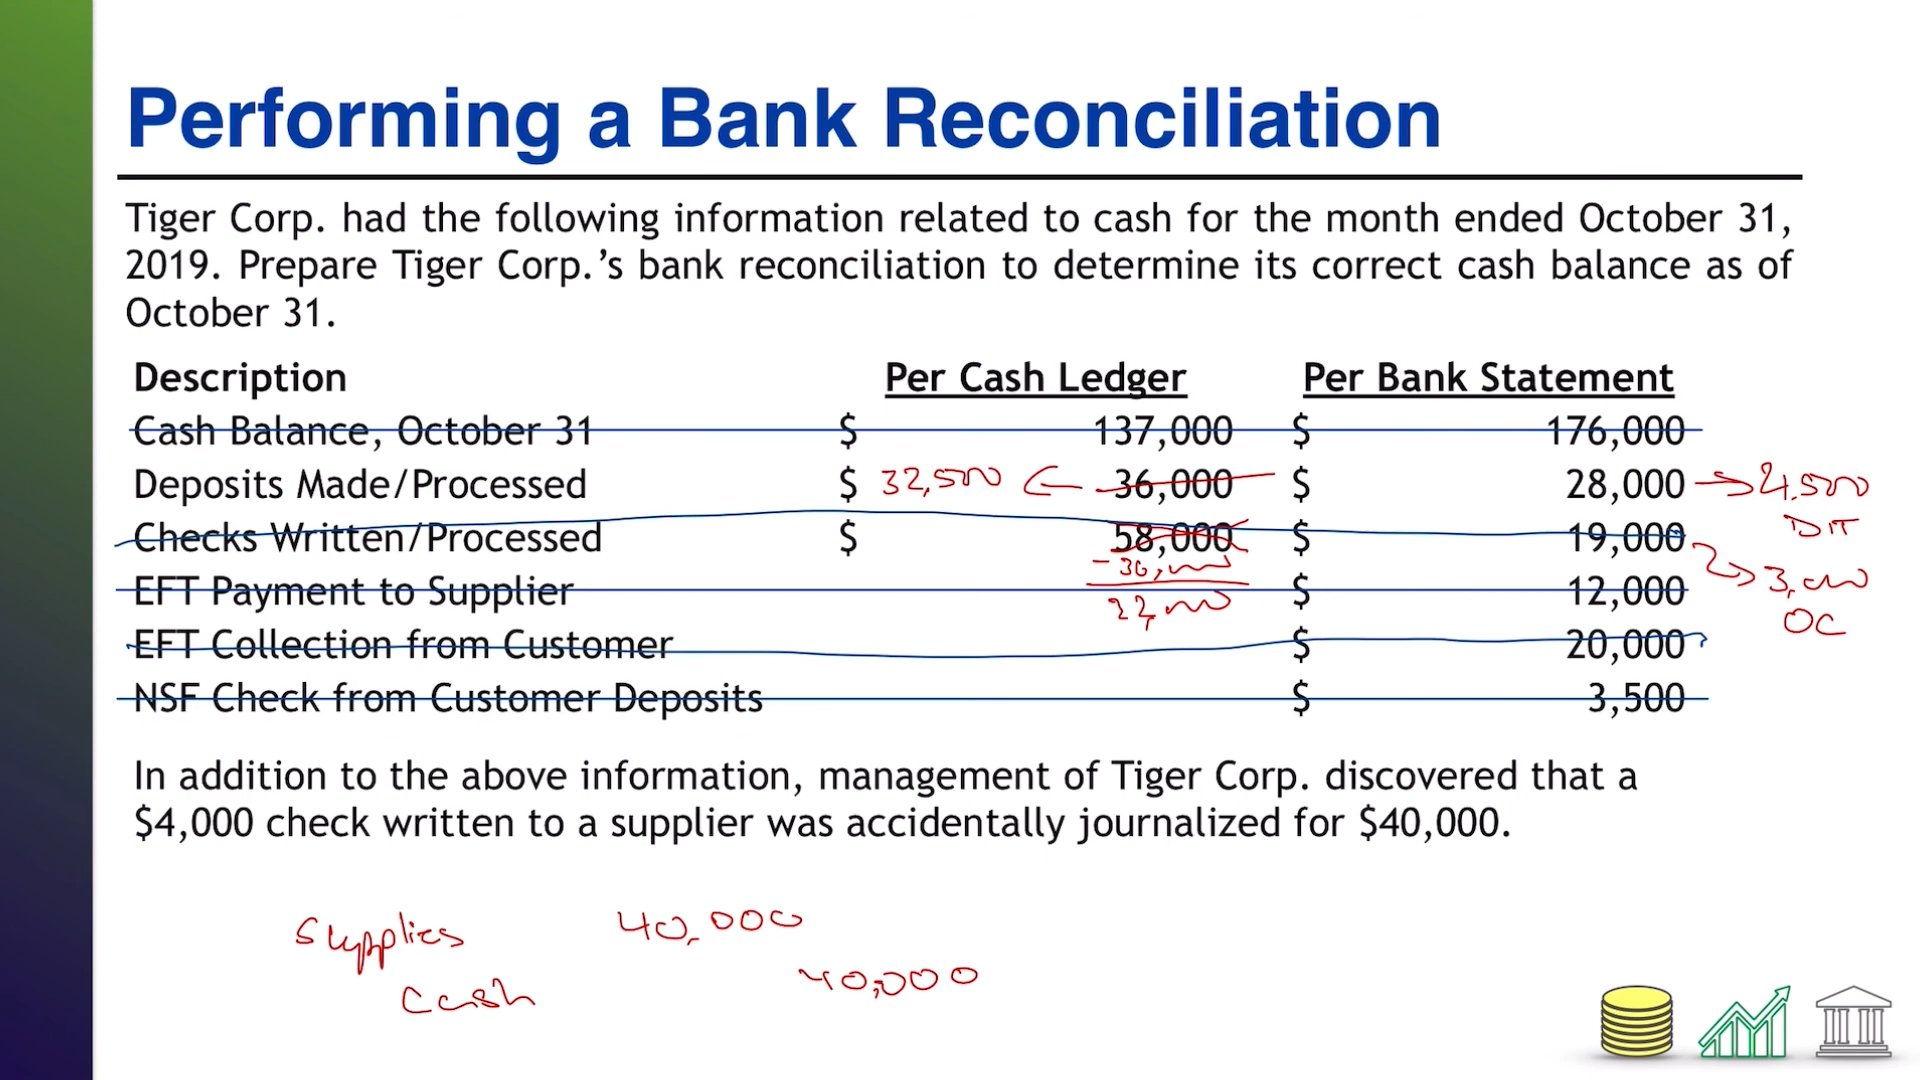 Performing a Bank Reconciliation
Tiger Corp. had the following information related to cash for the month ended October 31,
2019. Prepare Tiger Corp.’s bank reconciliation to determine its correct cash balance as of
October 31.
Description Per Cash Ledger Per Bank Statement
Cash Balance, October 31 $ 137,000 $ 176,000
Deposits Made/Processed $ 32,500 ← 36,000 $ 28,000 → 4,500
DIT
Checks Written/Processed $ 58,000 $ 19,000
-36,000
→ 3,000
EFT Payment to Supplier $ 12,000
22,000
OC
EFT Collection from Customer $ 20,000
NSF Check from Customer Deposits $ 3,500
In addition to the above information, management of Tiger Corp. discovered that a
$4,000 check written to a supplier was accidentally journalized for $40,000.
Supplies 40,000
Cash 40,000